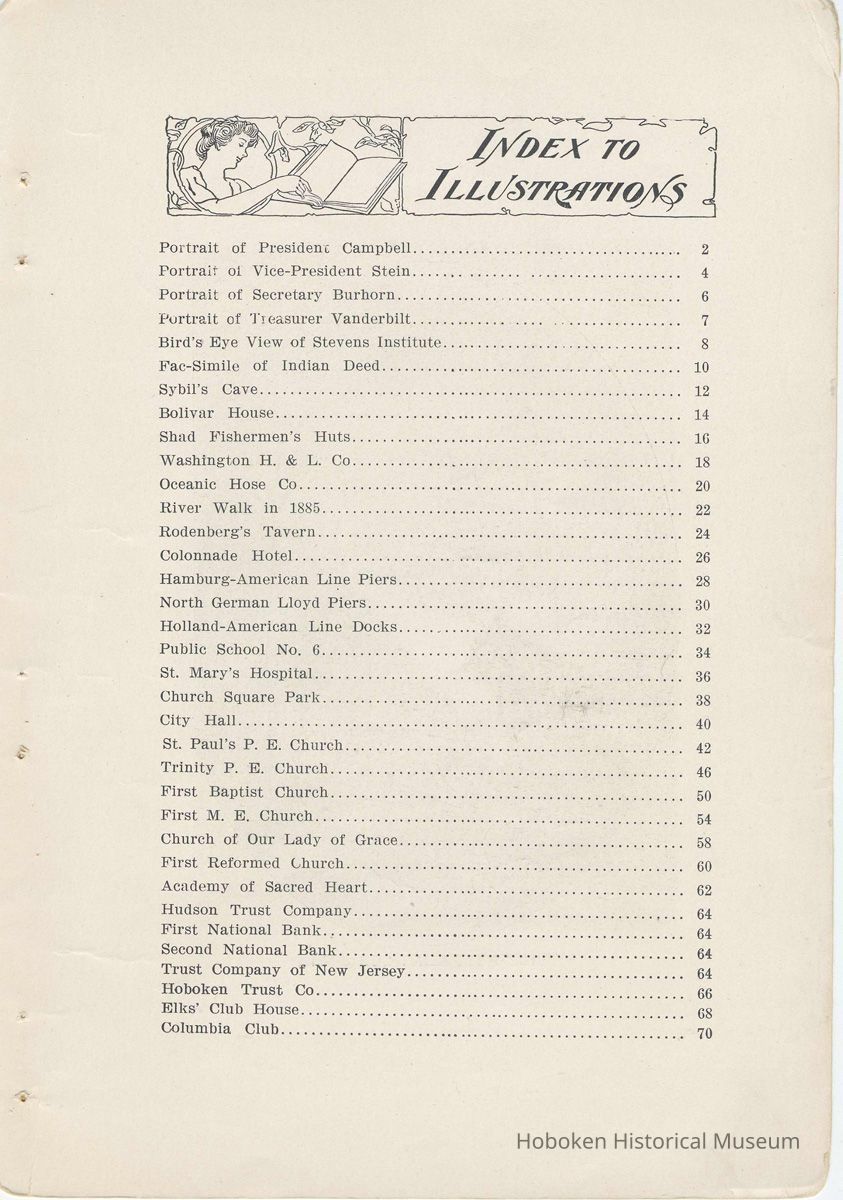 INDEX TO
ILLUSTRATIONS
Portrait of President Campbell 2
Portrait of Vice-President Stein 4
Portrait of Secretary Burhorn 6
Portrait of Treasurer Vanderbilt 7
Bird's Eye View of Stevens Institute 8
Fac-Simile of Indian Deed 10
Sybil's Cave 12
Bolivar House 14
Shad Fishermen's Huts 16
Washington H. & L. Co 18
Oceanic Hose Co 20
River Walk in 1885 22
Rodenberg's Tavern 24
Colonnade Hotel 26
Hamburg-American Line Piers 28
North German Lloyd Piers 30
Holland-American Line Docks 32
Public School No. 6 34
St. Mary's Hospital 36
Church Square Park 38
City Hall 40
St. Paul's P. E. Church 42
Trinity P. E. Church 46
First Baptist Church 50
First M. E. Church 54
Church of Our Lady of Grace 58
First Reformed Church 60
Academy of Sacred Heart 62
Hudson Trust Company 64
First National Bank 64
Second National Bank 64
Trust Company of New Jersey 64
Hoboken Trust Co 66
Elks' Club House 68
Columbia Club 70
Hoboken Historical Museum